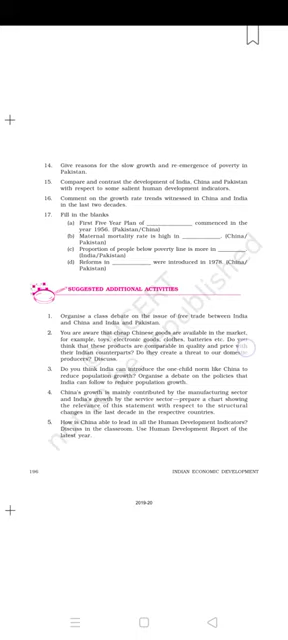 14. Give reasons for the slow growth and re-emergence of poverty in
Pakistan.
15. Compare and contrast the development of India, China and Pakistan
with respect to some salient human development indicators.
16. Comment on the growth rate trends witnessed in China and India
in the last two decades.
17. Fill in the blanks
(a) First Five Year Plan of ________________ commenced in the
year 1956. (Pakistan/China)
(b) Maternal mortality rate is high in ______________. (China/
Pakistan)
(c) Proportion of people below poverty line is more in _________
(India/Pakistan)
(d) Reforms in ______________ were introduced in 1978. (China/
Pakistan)
SUGGESTED ADDITIONAL ACTIVITIES
1. Organise a class debate on the issue of free trade between India
and China and India and Pakistan.
2. You are aware that cheap Chinese goods are available in the market,
for example, toys, electronic goods, clothes, batteries etc. Do you
think that these products are comparable in quality and price with
their Indian counterparts? Do they create a threat to our domestic
producers? Discuss.
3. Do you think India can introduce the one-child norm like China to
reduce population growth? Organise a debate on the policies that
India can follow to reduce population growth.
4. China's growth is mainly contributed by the manufacturing sector
and India's growth by the service sector—prepare a chart showing
the relevance of this statement with respect to the structural
changes in the last decade in the respective countries.
5. How is China able to lead in all the Human Development Indicators?
Discuss in the classroom. Use Human Development Report of the
latest year.
196 INDIAN ECONOMIC DEVELOPMENT
2019-20